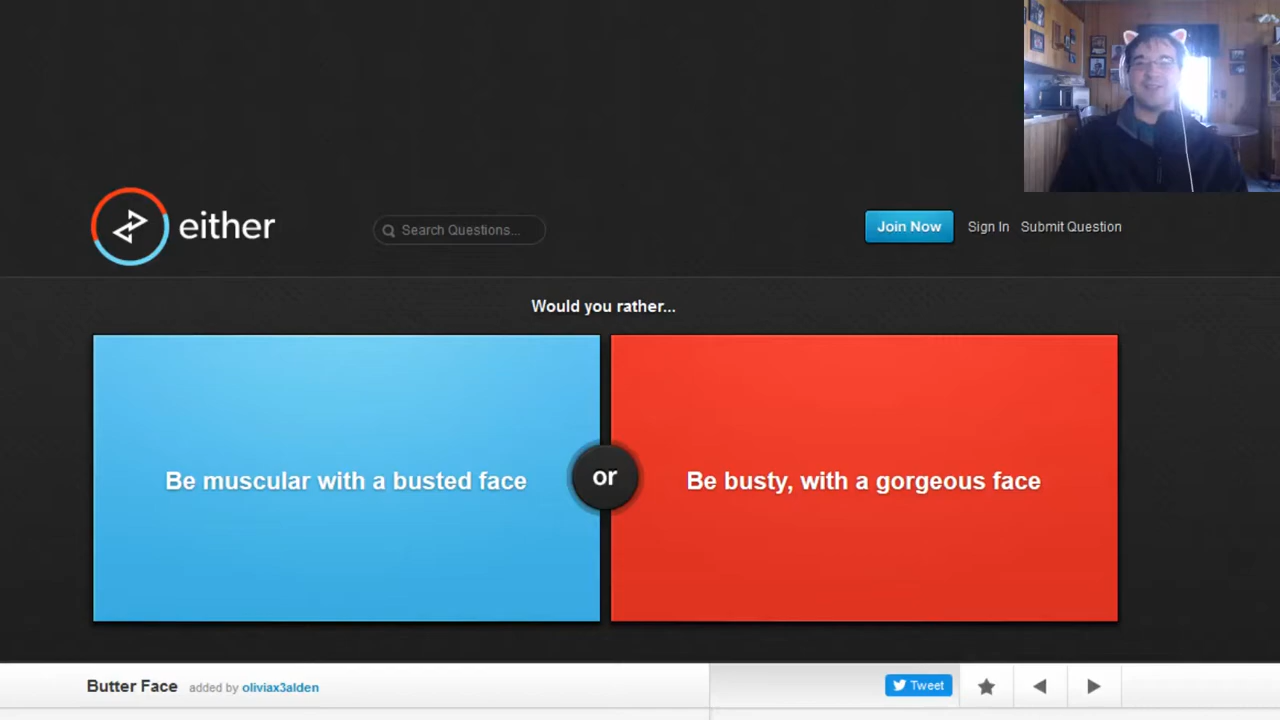 either
Search Questions...
Join Now
Sign In
Submit Question
Would you rather...
Be muscular with a busted face
or
Be busty, with a gorgeous face
Butter Face
added by oliviax3alden
Tweet